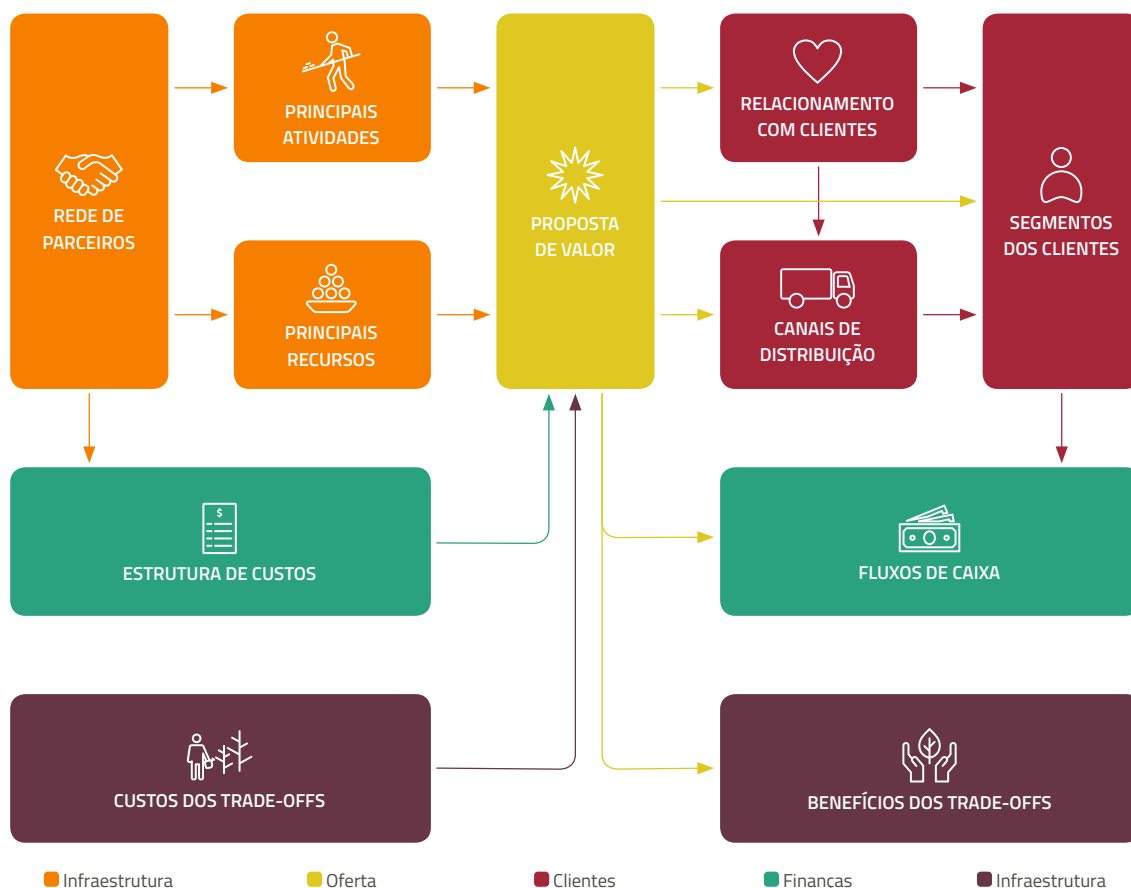 PRINCIPAIS
ATIVIDADES
RELACIONAMENTO
COM CLIENTES
REDE DE
PARCEIROS
PROPOSTA
DE VALOR
SEGMENTOS
DOS CLIENTES
PRINCIPAIS
RECURSOS
CANAIS DE
DISTRIBUIÇÃO
$
ESTRUTURA DE CUSTOS
FLUXOS DE CAIXA
CUSTOS DOS TRADE-OFFS
BENEFÍCIOS DOS TRADE-OFFS
Infraestrutura
Oferta
Clientes
Financas
Infraestrutura